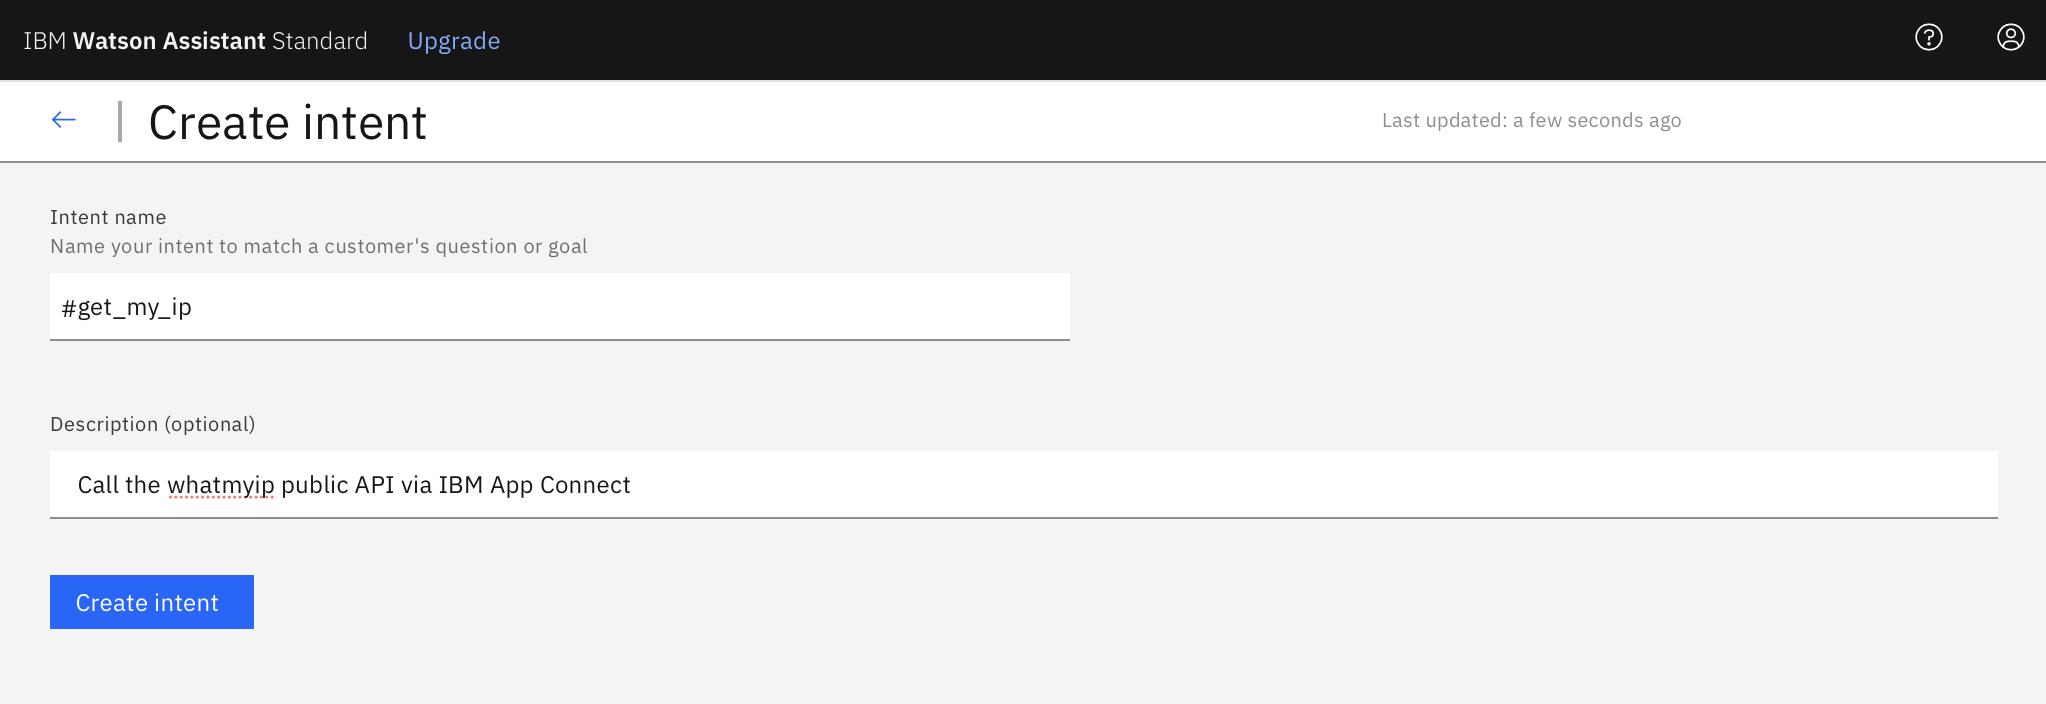 IBM Watson Assistant Standard Upgrade
Create intent
Last updated: a few seconds ago
Intent name
Name your intent to match a customer's question or goal
#get_my_ip
Description (optional)
Call the whatmyip public API via IBM App Connect
Create intent